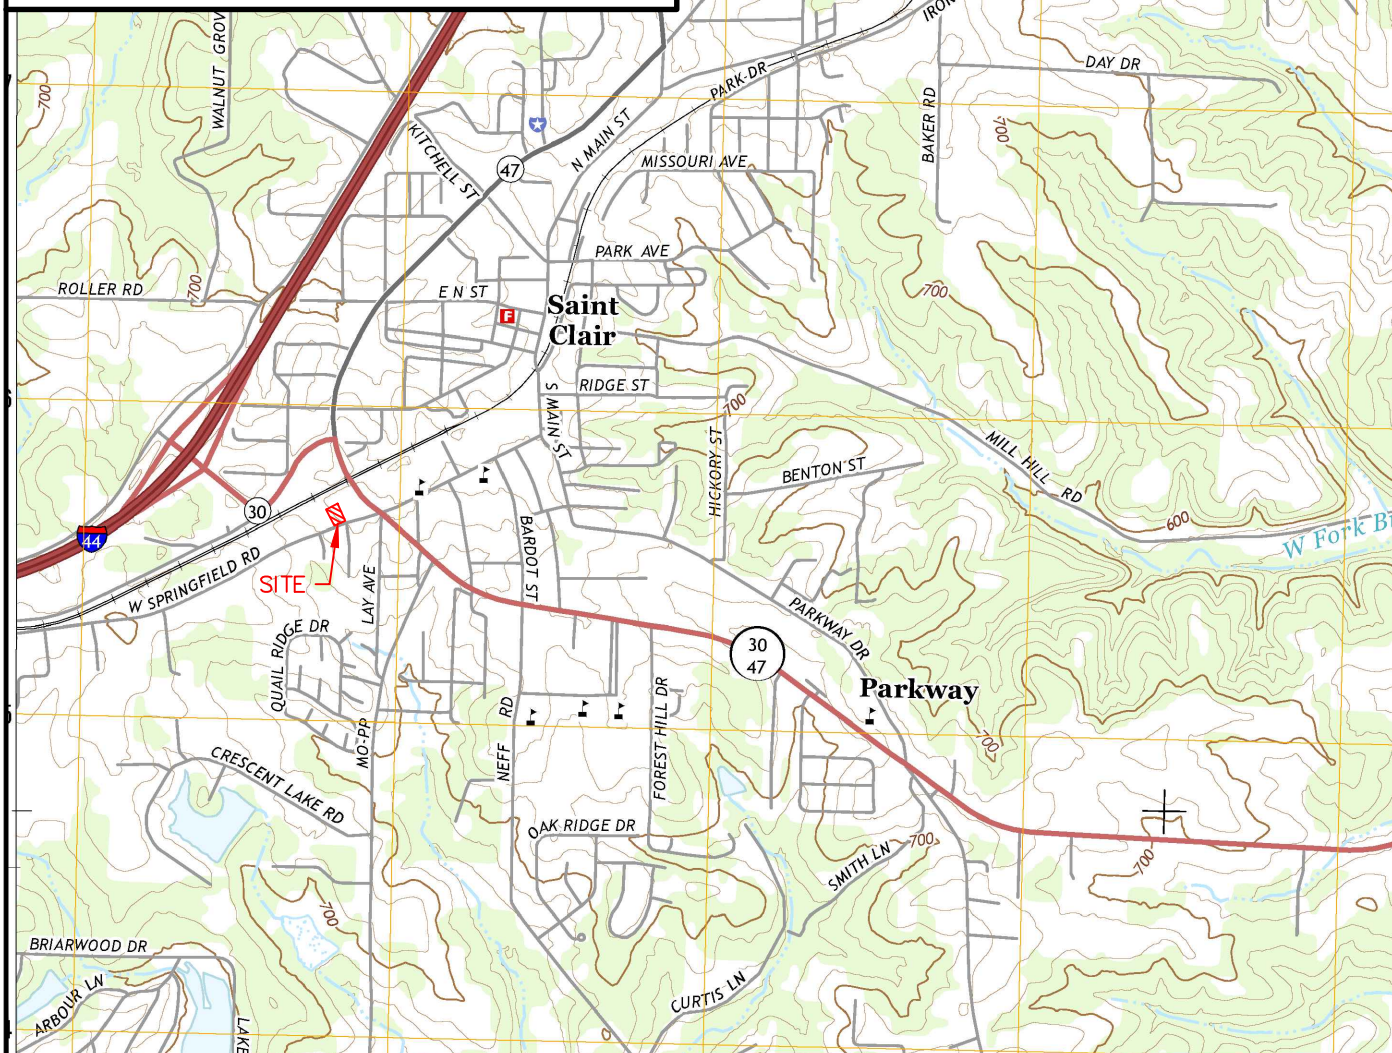 IRON
WALNUT GROV
DAY DR
PARK DR
700
BAKER RD
KITCHELL ST
N MAIN ST
700
47
MISSOURI AVE
PARK AVE
ROLLER RD
700
E N ST
700
F
Saint
Clair
S MAIN ST
RIDGE ST
700
HICKORY ST
BENTON ST
MILL HILL RD
30
44
600
W Fork B
BARDOT ST
W SPRINGFIELD RD
SITE
LAY AVE
PARKWAY DR
QUAIL RIDGE DR
30
47
Parkway
NEFF RD
FOREST HILL DR
MO-PP
700
CRESCENT LAKE RD
OAK RIDGE DR
SMITH LN
700
700
700
BRIARWOOD DR
ARBOUR LN
CURTIS LN
LAKE